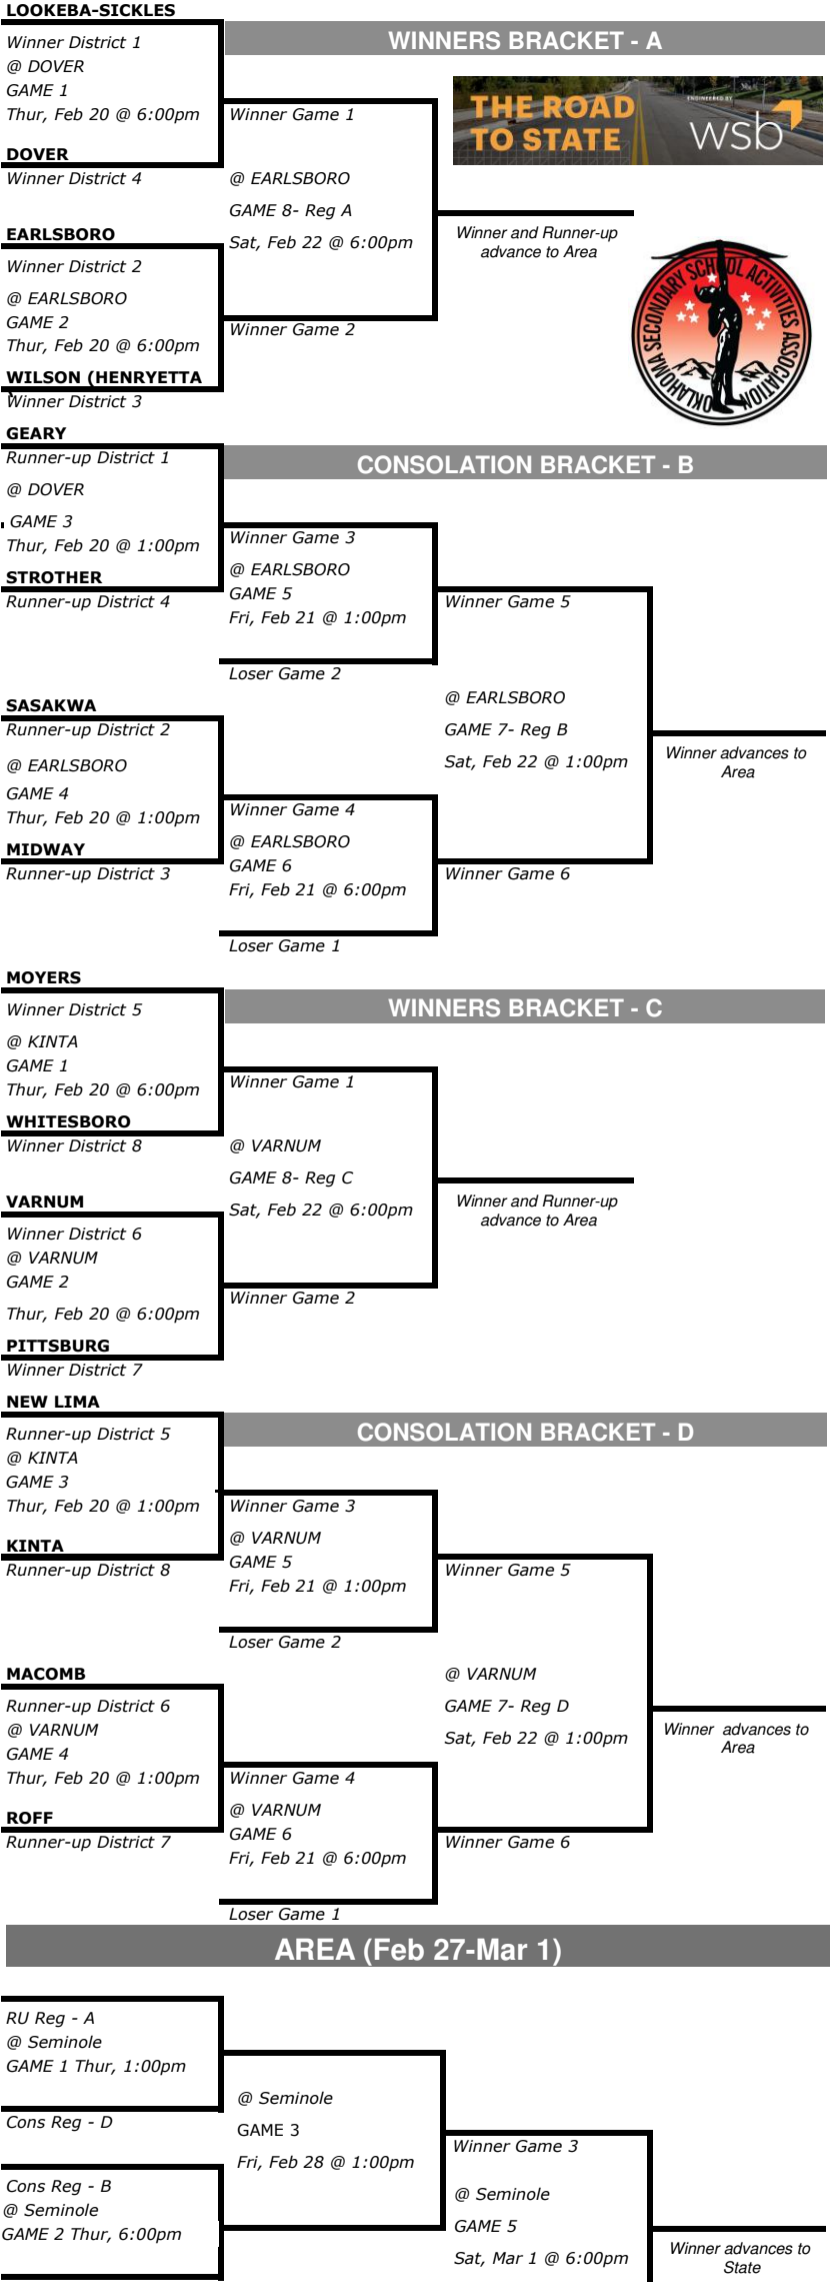 LOOKEBA-SICKLES
WINNERS BRACKET - A
Winner District 1
@ DOVER
GAME 1
Thur, Feb 20 @ 6:00pm
Winner Game 1
THE ROAD
TO STATE
ENGINEERED BY
wsb
DOVER
Winner District 4
@ EARLSBORO
GAME 8- Reg A
Sat, Feb 22 @ 6:00pm
Winner and Runner-up
advance to Area
EARLSBORO
Winner District 2
@ EARLSBORO
GAME 2
Thur, Feb 20 @ 6:00pm
Winner Game 2
WILSON (HENRYETTA
Winner District 3
OKLAHOMA SECONDARY SCHOOL ACTIVITIES ASSOCIATION
GEARY
Runner-up District 1
CONSOLATION BRACKET - B
@ DOVER
GAME 3
Thur, Feb 20 @ 1:00pm
Winner Game 3
@ EARLSBORO
GAME 5
Fri, Feb 21 @ 1:00pm
STROTHER
Runner-up District 4
Winner Game 5
Loser Game 2
SASAKWA
Runner-up District 2
@ EARLSBORO
GAME 7- Reg B
Sat, Feb 22 @ 1:00pm
Winner advances to
Area
@ EARLSBORO
GAME 4
Thur, Feb 20 @ 1:00pm
Winner Game 4
@ EARLSBORO
GAME 6
Fri, Feb 21 @ 6:00pm
MIDWAY
Runner-up District 3
Winner Game 6
Loser Game 1
MOYERS
WINNERS BRACKET - C
Winner District 5
@ KINTA
GAME 1
Thur, Feb 20 @ 6:00pm
Winner Game 1
WHITESBORO
Winner District 8
@ VARNUM
GAME 8- Reg C
Sat, Feb 22 @ 6:00pm
Winner and Runner-up
advance to Area
VARNUM
Winner District 6
@ VARNUM
GAME 2
Thur, Feb 20 @ 6:00pm
Winner Game 2
PITTSBURG
Winner District 7
NEW LIMA
CONSOLATION BRACKET - D
Runner-up District 5
@ KINTA
GAME 3
Thur, Feb 20 @ 1:00pm
Winner Game 3
@ VARNUM
GAME 5
Fri, Feb 21 @ 1:00pm
KINTA
Runner-up District 8
Winner Game 5
Loser Game 2
MACOMB
Runner-up District 6
@ VARNUM
GAME 4
Thur, Feb 20 @ 1:00pm
@ VARNUM
GAME 7- Reg D
Sat, Feb 22 @ 1:00pm
Winner advances to
Area
Winner Game 4
@ VARNUM
GAME 6
Fri, Feb 21 @ 6:00pm
ROFF
Runner-up District 7
Winner Game 6
Loser Game 1
AREA (Feb 27-Mar 1)
RU Reg - A
@ Seminole
GAME 1 Thur, 1:00pm
Cons Reg - D
@ Seminole
GAME 3
Fri, Feb 28 @ 1:00pm
Winner Game 3
Cons Reg - B
@ Seminole
GAME 2 Thur, 6:00pm
@ Seminole
GAME 5
Sat, Mar 1 @ 6:00pm
Winner advances to
State